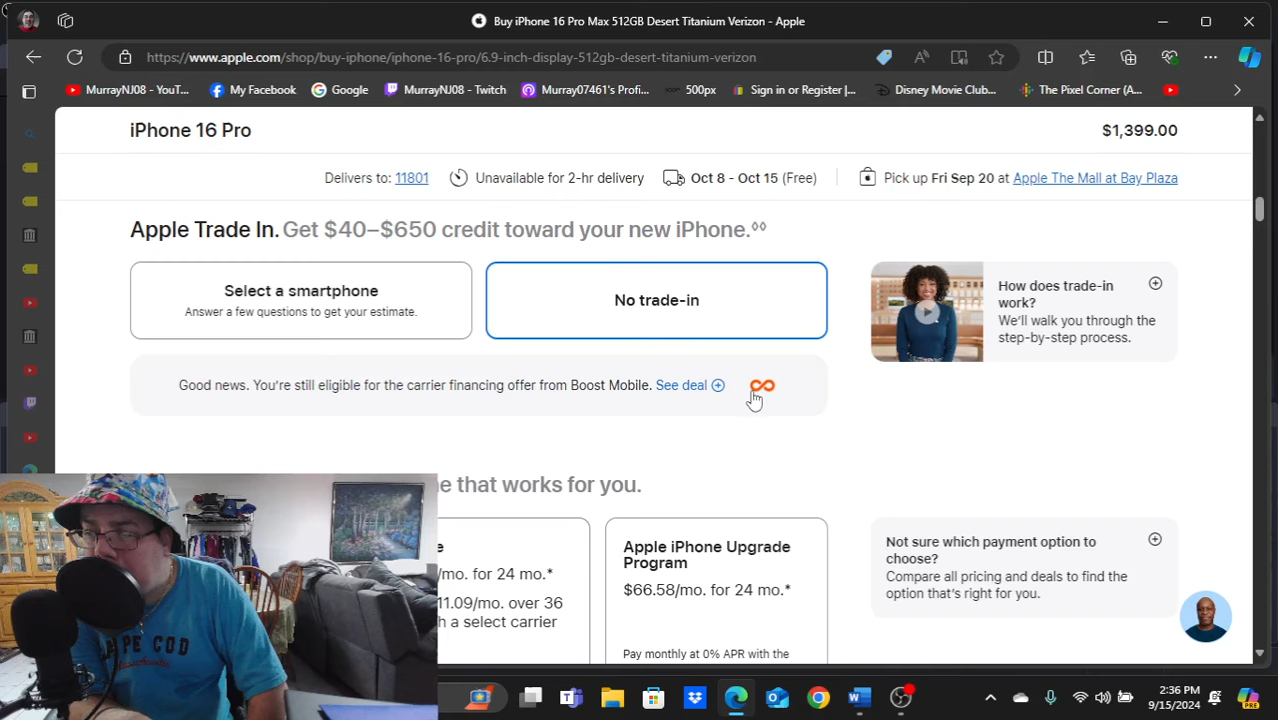 Buy iPhone 16 Pro Max 512GB Desert Titanium Verizon - Apple
https://www.apple.com/shop/buy-iphone/iphone-16-pro/6.9-inch-display-512gb-desert-titanium-verizon
MurrayNJ08 - YouT... My Facebook Google MurrayNJ08 - Twitch Murray07461's Profi... 500px Sign in or Register |... Disney Movie Club... The Pixel Corner (A...
iPhone 16 Pro $1,399.00
Delivers to: 11801 Unavailable for 2-hr delivery Oct 8 - Oct 15 (Free) Pick up Fri Sep 20 at Apple The Mall at Bay Plaza
Apple Trade In. Get $40–$650 credit toward your new iPhone.◊◊
Select a smartphone
Answer a few questions to get your estimate.
No trade-in
How does trade-in
work?
We'll walk you through the
step-by-step process.
Good news. You're still eligible for the carrier financing offer from Boost Mobile. See deal
e that works for you.
e
/mo. for 24 mo.*
11.09/mo. over 36
h a select carrier
Apple iPhone Upgrade
Program
$66.58/mo. for 24 mo.*
Pay monthly at 0% APR with the
Not sure which payment option to
choose?
Compare all pricing and deals to find the
option that's right for you.
CAPE COD
Massachusetts
2:36 PM
9/15/2024
PRE